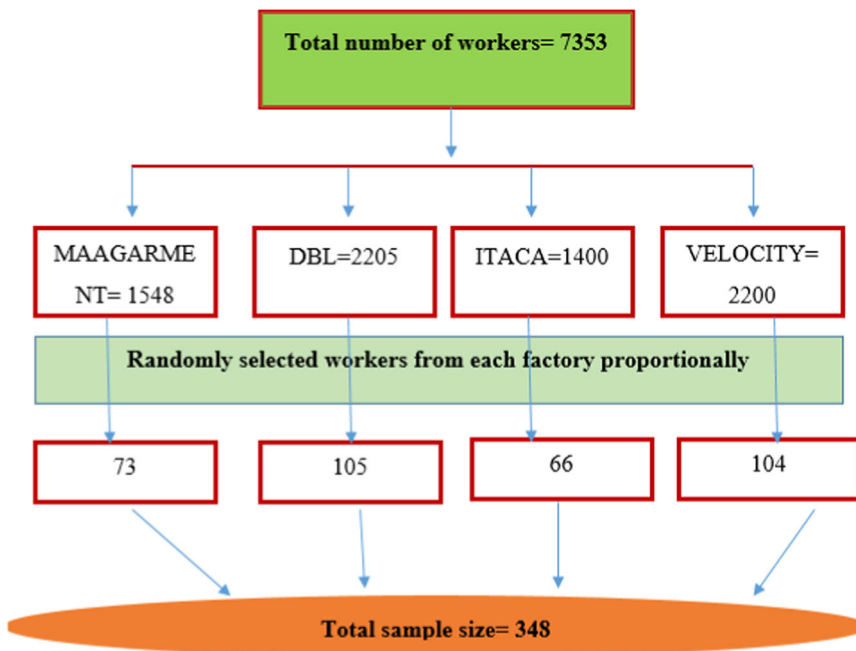 Total number of workers= 7353
MAAGARME
NT= 1548
DBL=2205
ITACA=1400
VELOCITY=
2200
Randomly selected workers from each factory proportionally
73
105
66
104
Total sample size= 348